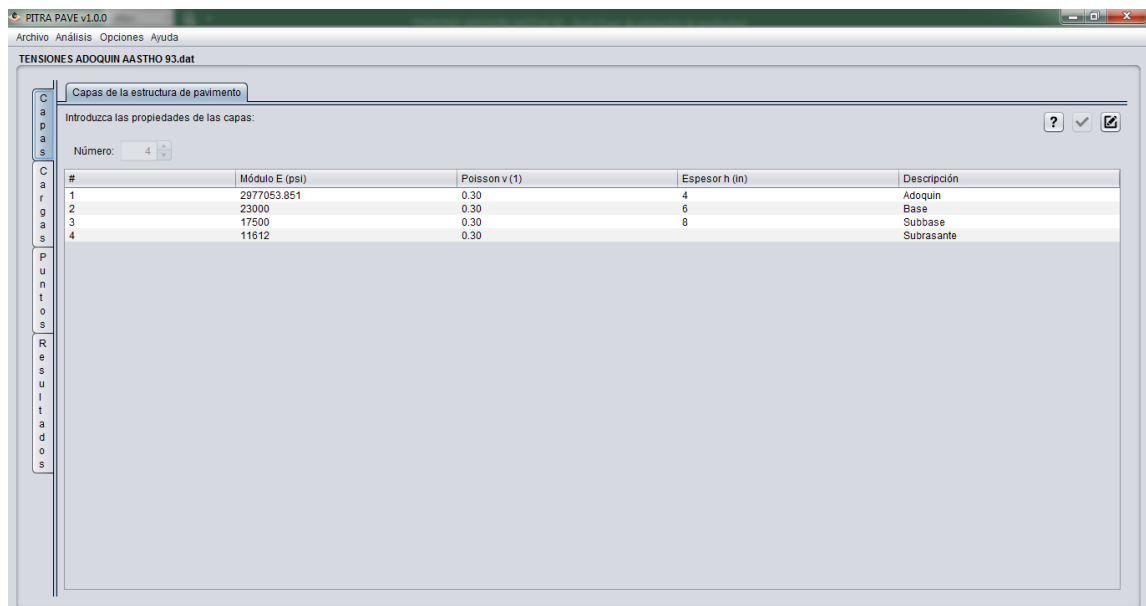 PITRA PAVE v1.0.0
Archivo Análisis Opciones Ayuda
TENSIONES ADOQUIN AASTHO 93.dat
Capas
Cargas
Puntos
Resultados
Capas de la estructura de pavimento
Introduzca las propiedades de las capas:
?
Número: 4
# Módulo E (psi) Poisson v (1) Espesor h (in) Descripción
1 2977053.851 0.30 4 Adoquin
2 23000 0.30 6 Base
3 17500 0.30 8 Subbase
4 11612 0.30 Subrasante